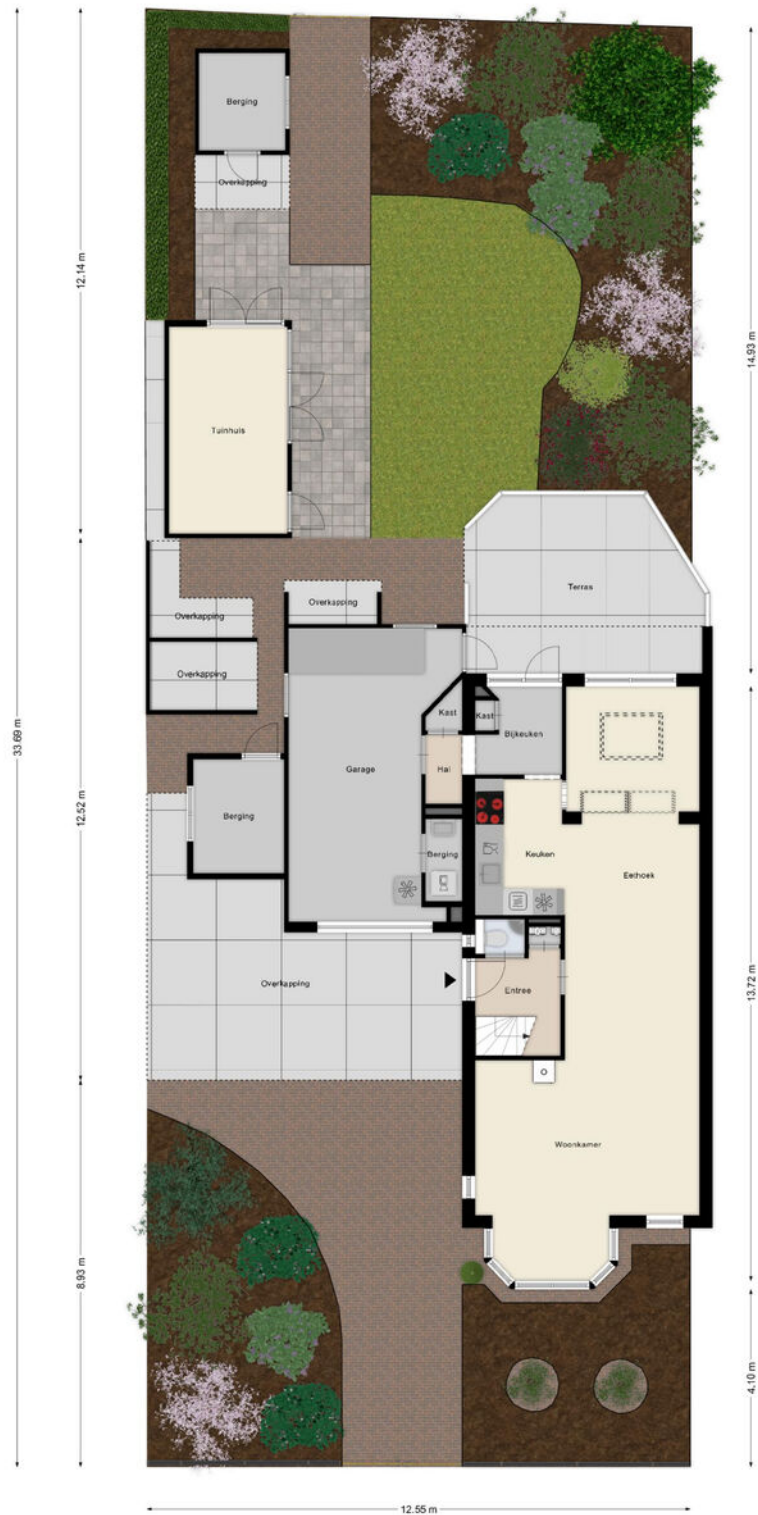 Berging
Overkapping
12.14 m
14.93 m
Tuinhuis
33.69 m
Terras
Overkapping
Overkapping
Overkapping
Kast
Kast
Bijkeuken
Garage
Hal
12.52 m
Berging
Berging
Keuken
Eethoek
Overkapping
Entree
13.72 m
Woonkamer
8.93 m
4.10 m
12.55 m